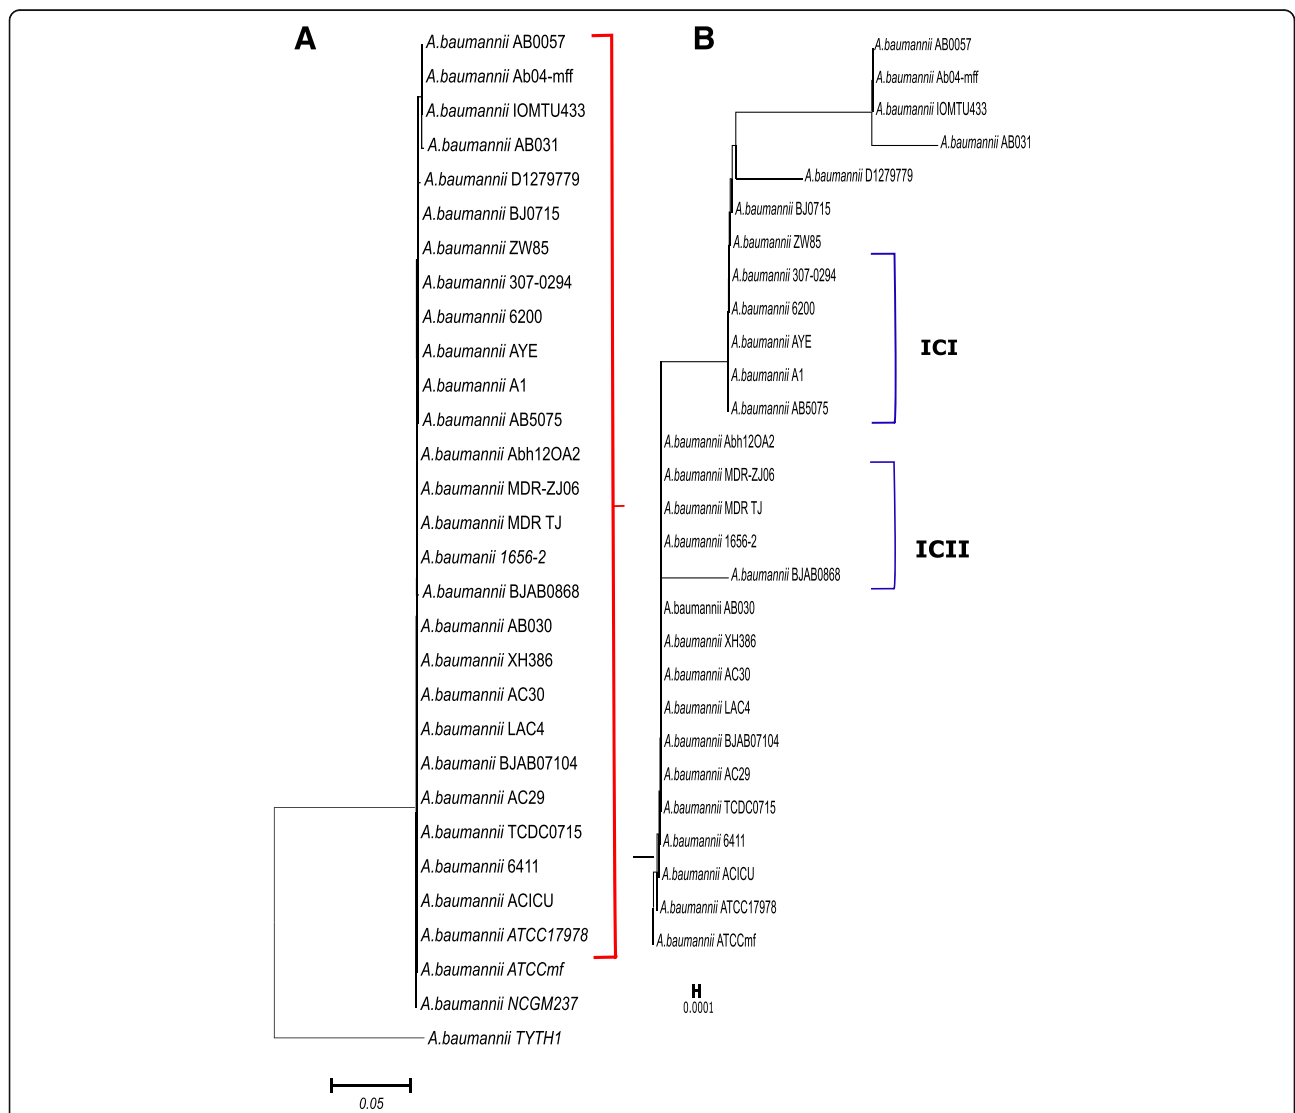 A
A.baumannii AB0057
A.baumannii Ab04-mff
A.baumannii IOMTU433
A.baumannii AB031
A.baumannii D1279779
A.baumannii BJ0715
A.baumannii ZW85
A.baumannii 307-0294
A.baumannii 6200
A.baumannii AYE
A.baumannii A1
A.baumannii AB5075
A.baumannii Abh12OA2
A.baumannii MDR-ZJ06
A.baumannii MDR TJ
A.baumanii 1656-2
A.baumannii BJAB0868
A.baumannii AB030
A.baumannii XH386
A.baumannii AC30
A.baumannii LAC4
A.baumanii BJAB07104
A.baumannii AC29
A.baumannii TCDC0715
A.baumannii 6411
A.baumannii ACICU
A.baumannii ATCC17978
A.baumannii ATCCmf
A.baumannii NCGM237
A.baumannii TYTH1
0.05
B
A.baumannii AB0057
A.baumannii Ab04-mff
A.baumannii IOMTU433
A.baumannii AB031
A.baumannii D1279779
A.baumannii BJ0715
A.baumannii ZW85
A.baumannii 307-0294
A.baumannii 6200
A.baumannii AYE
A.baumannii A1
A.baumannii AB5075
ICI
A.baumannii Abh12OA2
A.baumannii MDR-ZJ06
A.baumannii MDR TJ
A.baumannii 1656-2
A.baumannii BJAB0868
ICII
A.baumannii AB030
A.baumannii XH386
A.baumannii AC30
A.baumannii LAC4
A.baumannii BJAB07104
A.baumannii AC29
A.baumannii TCDC0715
A.baumannii 6411
A.baumannii ACICU
A.baumannii ATCC17978
A.baumannii ATCCmf
0.0001